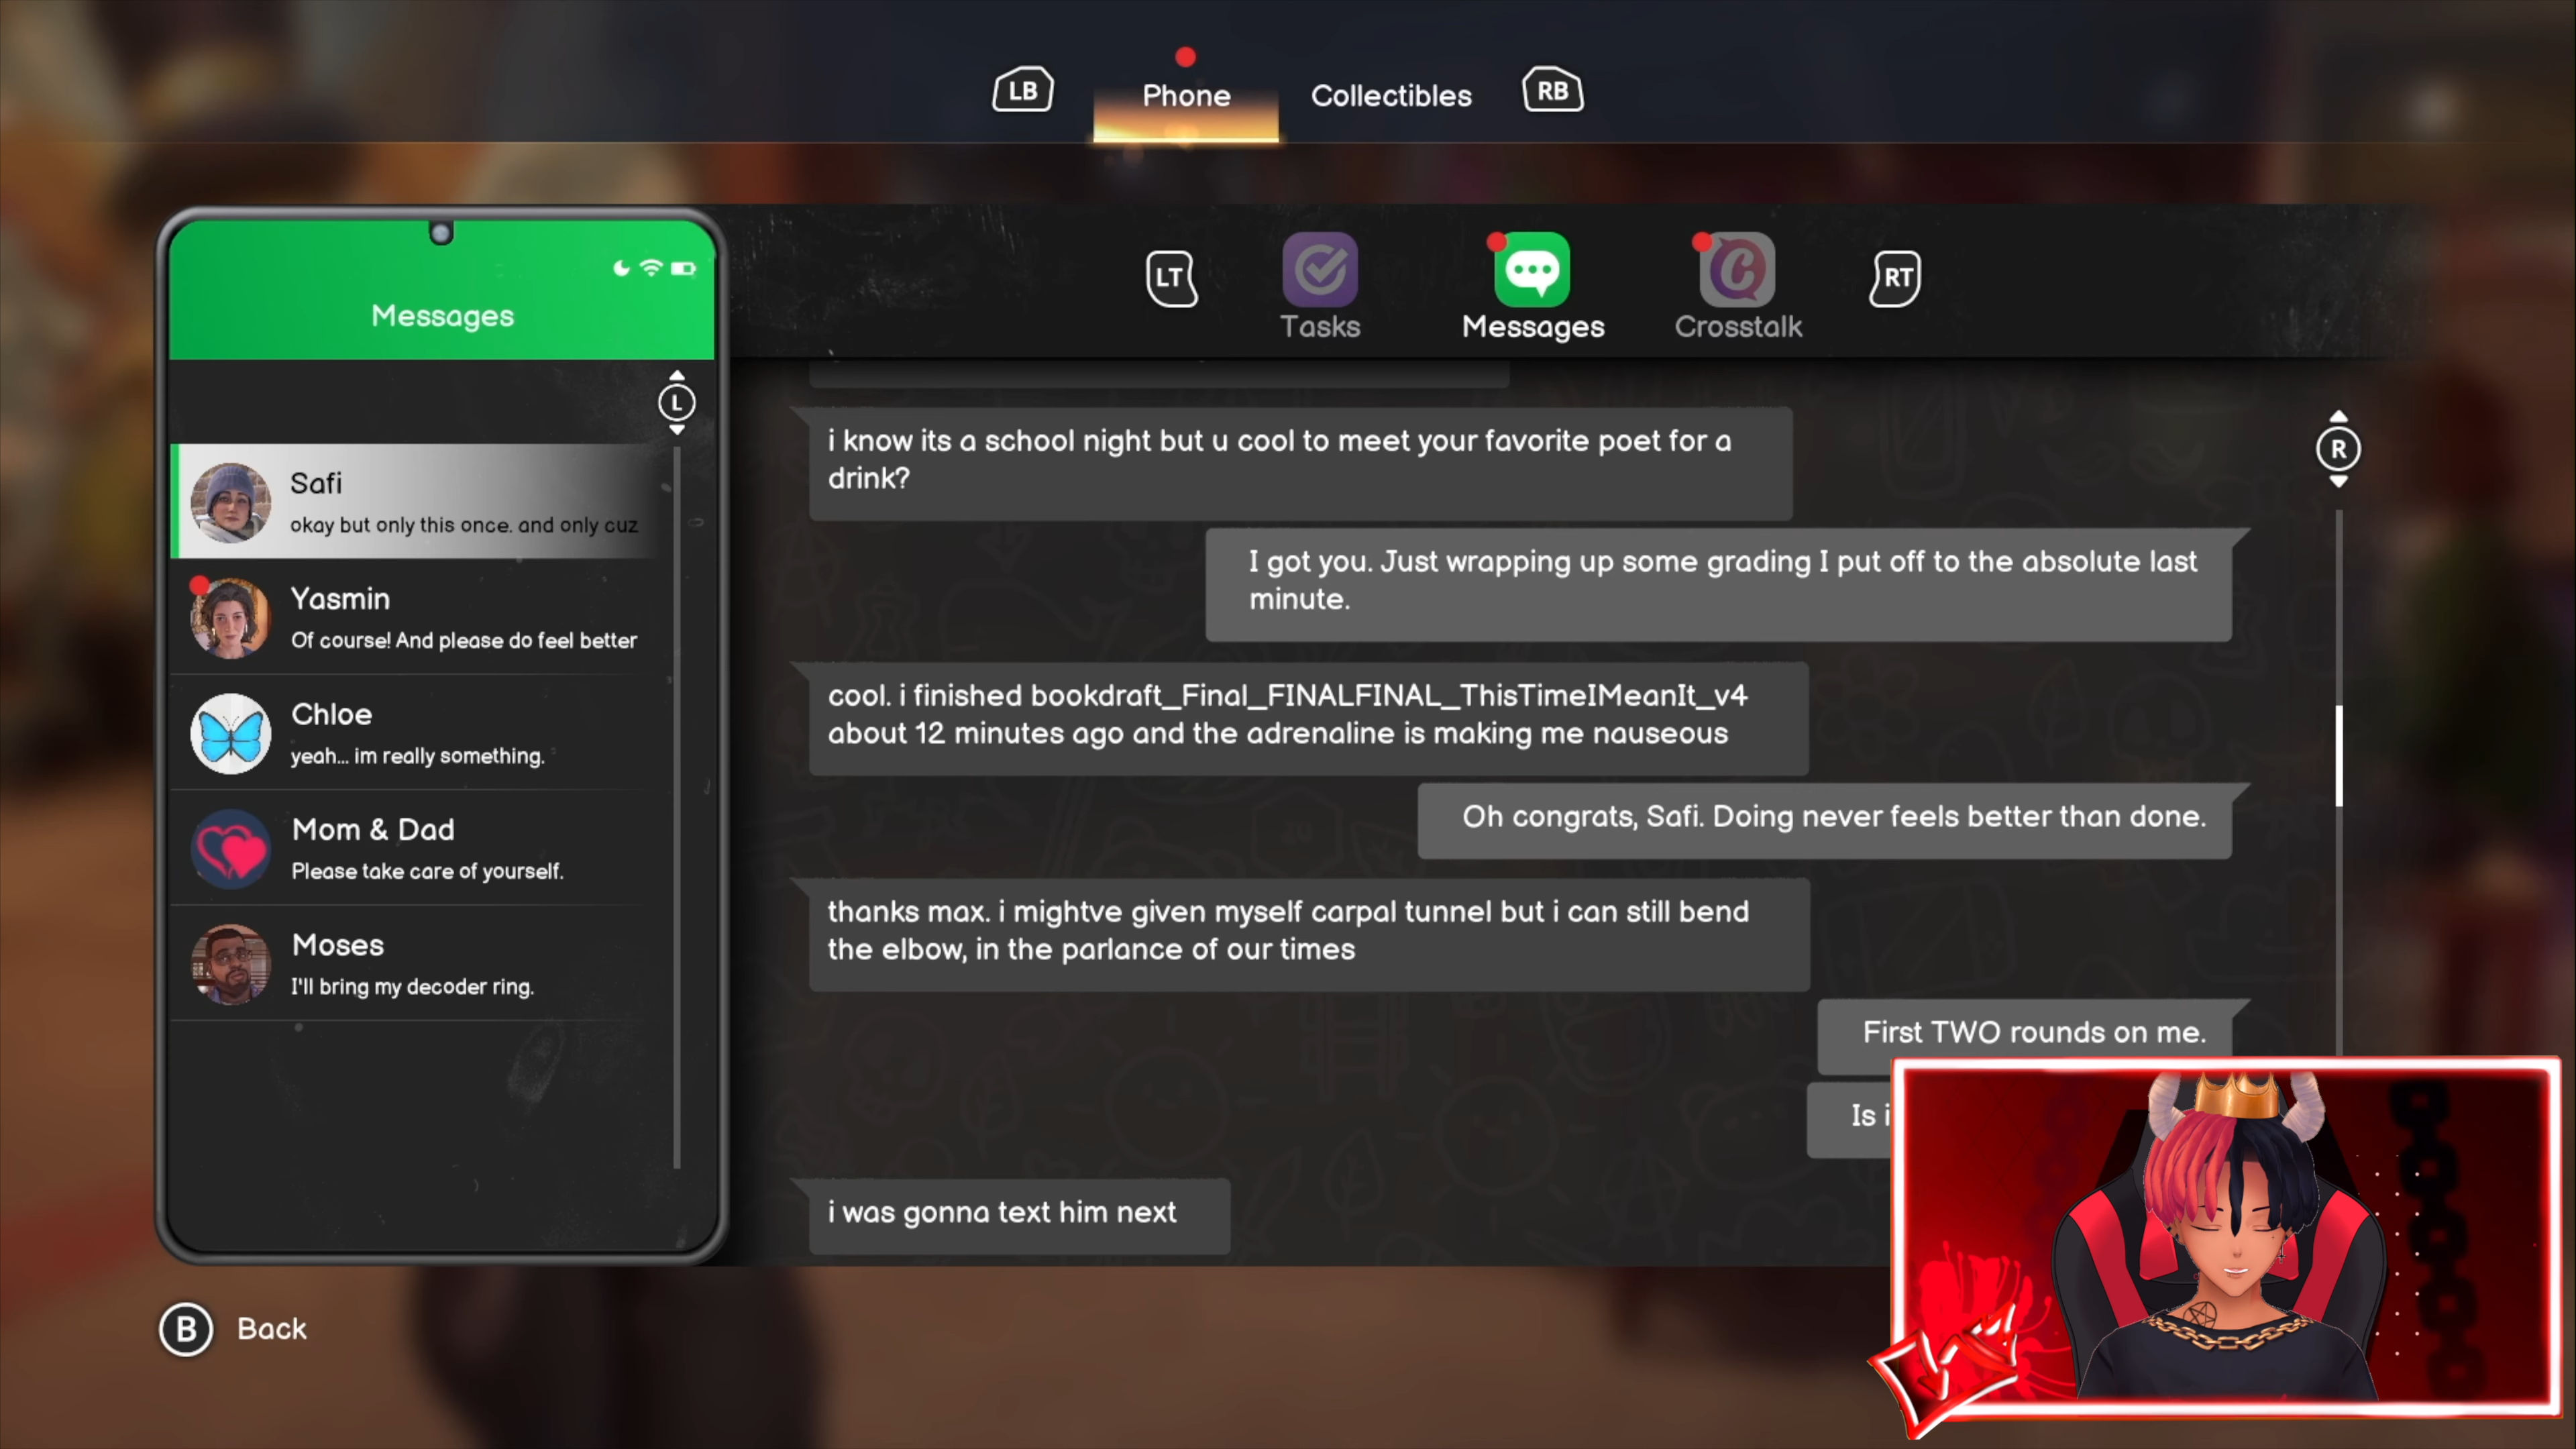 LB
Phone
Collectibles
RB
Messages
LT
Tasks
Messages
Crosstalk
RT
L
Safi
okay but only this once. and only cuz
Yasmin
Of course! And please do feel better
Chloe
yeah... im really something.
Mom & Dad
Please take care of yourself.
Moses
I'll bring my decoder ring.
R
i know its a school night but u cool to meet your favorite poet for a
drink?
I got you. Just wrapping up some grading I put off to the absolute last
minute.
cool. i finished bookdraft_Final_FINALFINAL_ThisTimeIMeanIt_v4
about 12 minutes ago and the adrenaline is making me nauseous
Oh congrats, Safi. Doing never feels better than done.
thanks max. i mightve given myself carpal tunnel but i can still bend
the elbow, in the parlance of our times
First TWO rounds on me.
Is
i was gonna text him next
B
Back